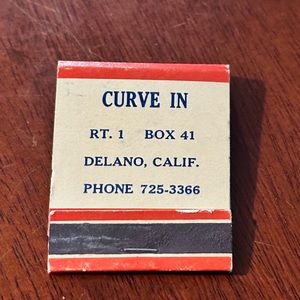 CURVE IN
RT. 1 BOX 41
DELANO, CALIF.
PHONE 725-3366